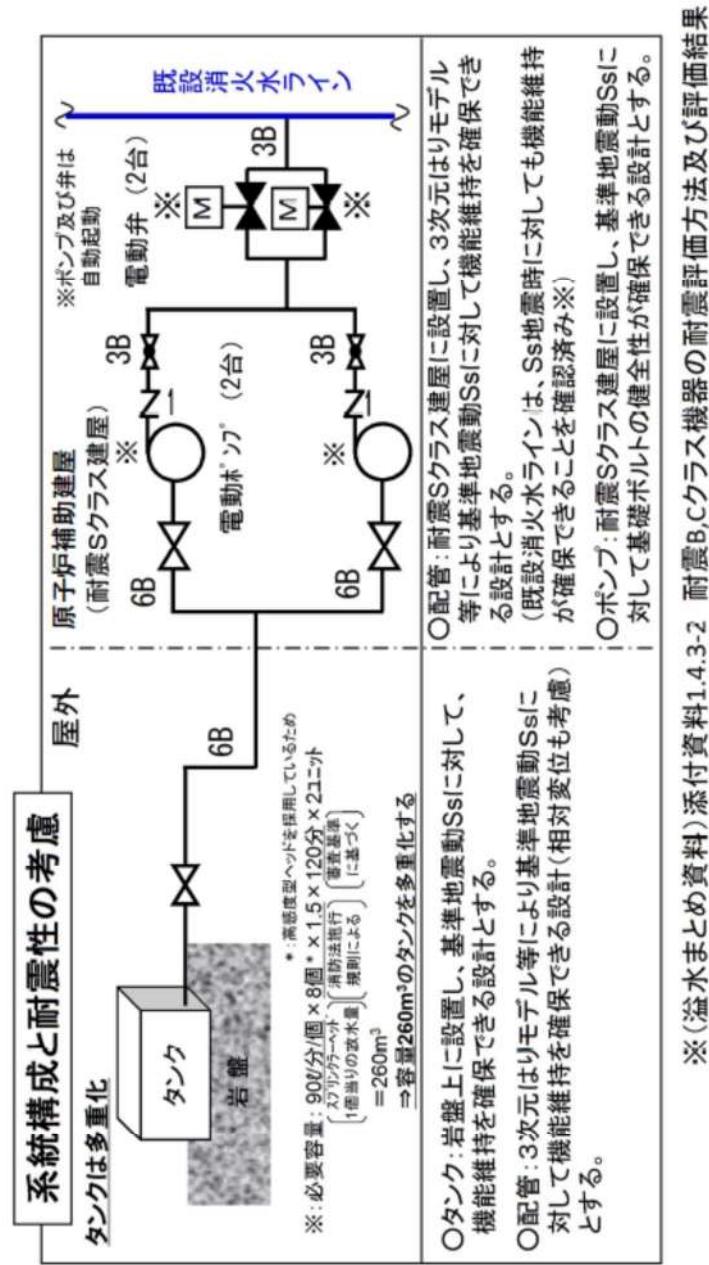 系統構成と耐震性の考慮
タンクは多重化
屋外
原子炉補助建屋
(耐震Sクラス建屋)
※ポンプ及び弁は
自動起動
電動弁(2台)
既設消火水ライン
タンク
岩盤
6B
6B
6B
※
※
電動ポンプ(2台)
3B
3B
※
※
M
M
3B
*:高感度型ヘッドを採用しているため
※:必要容量:90ℓ/分/個×8個*×1.5×120分×2ユニット
スプリンクラーヘッド
1個当りの放水量
消防法施行
規則による
審査基準
に基づく
=260m³
⇒容量260m³のタンクを多重化する
○タンク:岩盤上に設置し、基準地震動Ssに対して、
機能維持を確保できる設計とする。
○配管:3次元はりモデル等により基準地震動Ssに
対して機能維持を確保できる設計(相対変位も考慮)
とする。
○配管:耐震Sクラス建屋に設置し、3次元はりモデル
等により基準地震動Ssに対して機能維持を確保でき
る設計とする。
(既設消火水ラインは、Ss地震時に対しても機能維持
が確保できることを確認済み※)
○ポンプ:耐震Sクラス建屋に設置し、基準地震動Ssに
対して基礎ボルトの健全性が確保できる設計とする。
※(溢水まとめ資料)添付資料1.4.3-2 耐震B,Cクラス機器の耐震評価方法及び評価結果